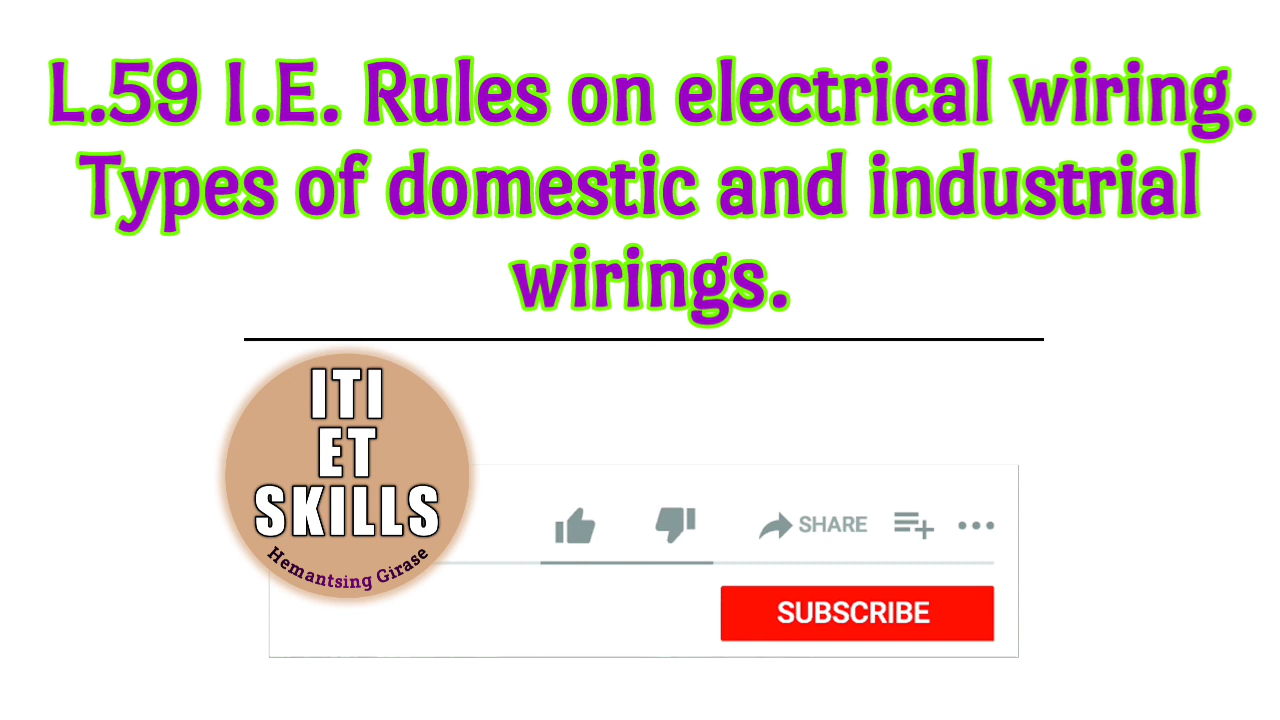 L.59 I.E. Rules on electrical wiring.
Types of domestic and industrial
wirings.
ITI
ET
SKILLS
Hemantsing Girase
SHARE
SUBSCRIBE